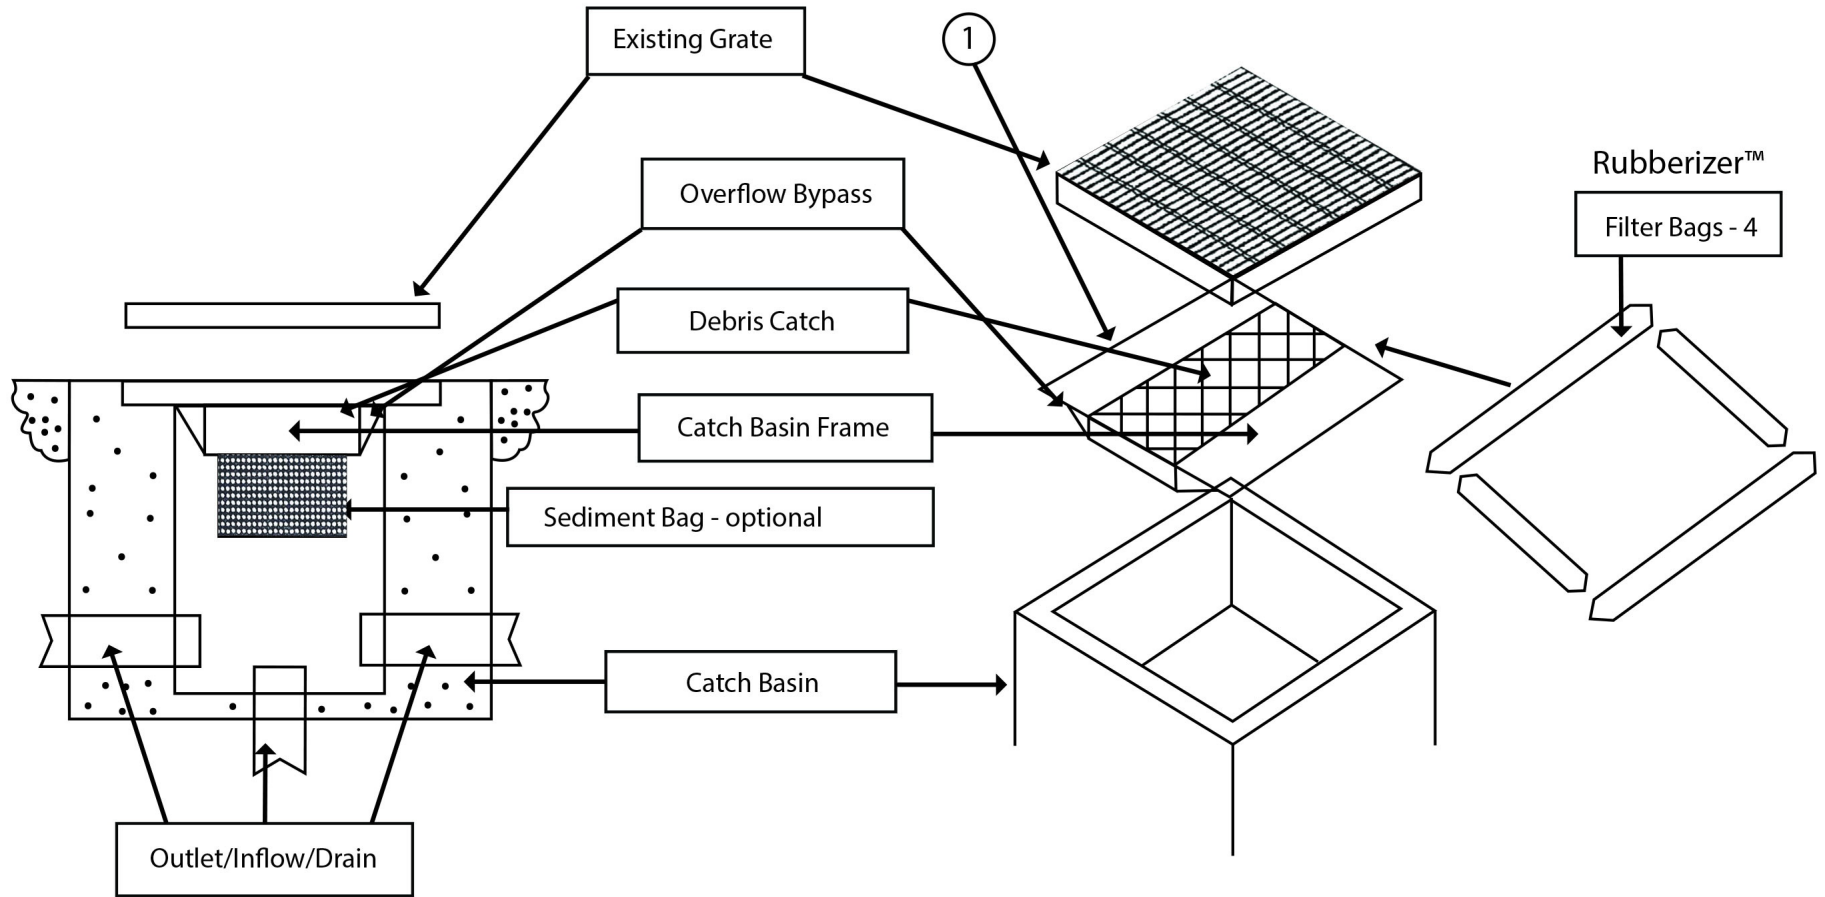 Existing Grate
1
Overflow Bypass
Rubberizer™
Filter Bags - 4
Debris Catch
Catch Basin Frame
Sediment Bag - optional
Catch Basin
Outlet/Inflow/Drain